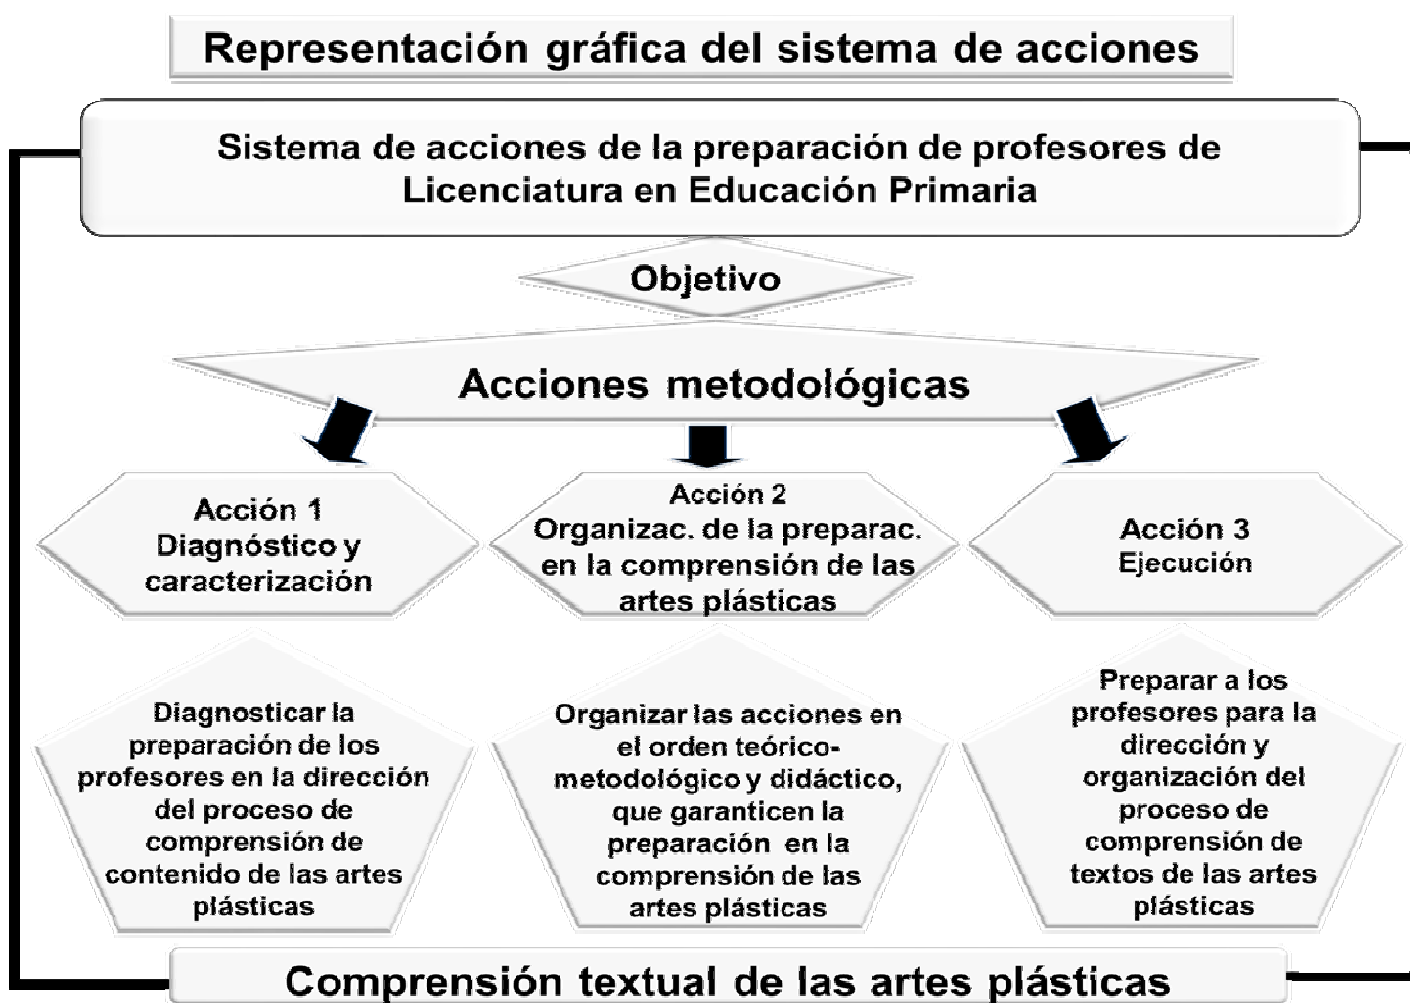 Representación gráfica del sistema de acciones
Sistema de acciones de la preparación de profesores de
Licenciatura en Educación Primaria
Objetivo
Acciones metodológicas
Acción 1
Diagnóstico y
caracterización
Acción 2
Organizac. de la preparac.
en la comprensión de las
artes plásticas
Acción 3
Ejecución
Diagnosticar la
preparación de los
profesores en la dirección
del proceso de
comprensión de
contenido de las artes
plásticas
Organizar las acciones en
el orden teórico-
metodológico y didáctico,
que garanticen la
preparación en la
comprensión de las
artes plásticas
Preparar a los
profesores para la
dirección y
organización del
proceso de
comprensión de
textos de las artes
plásticas
Comprensión textual de las artes plásticas